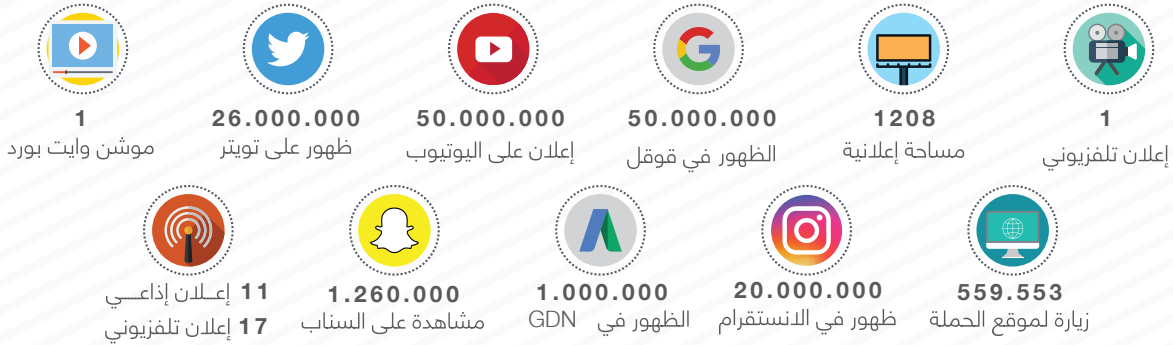 1
إعلان تلفزيوني
1208
مساحة إعلانية
50.000.000
الظهور في قوقل
50.000.000
إعلان على اليوتيوب
26.000.000
ظهور على تويتر
1
موشن وايت بورد
559.553
زيارة لموقع الحملة
20.000.000
ظهور في الانستقرام
1.000.000
الظهور في GDN
1.260.000
مشاهدة على السناب
11 إعــلان إذاعــــي
17 إعلان تلفزيوني